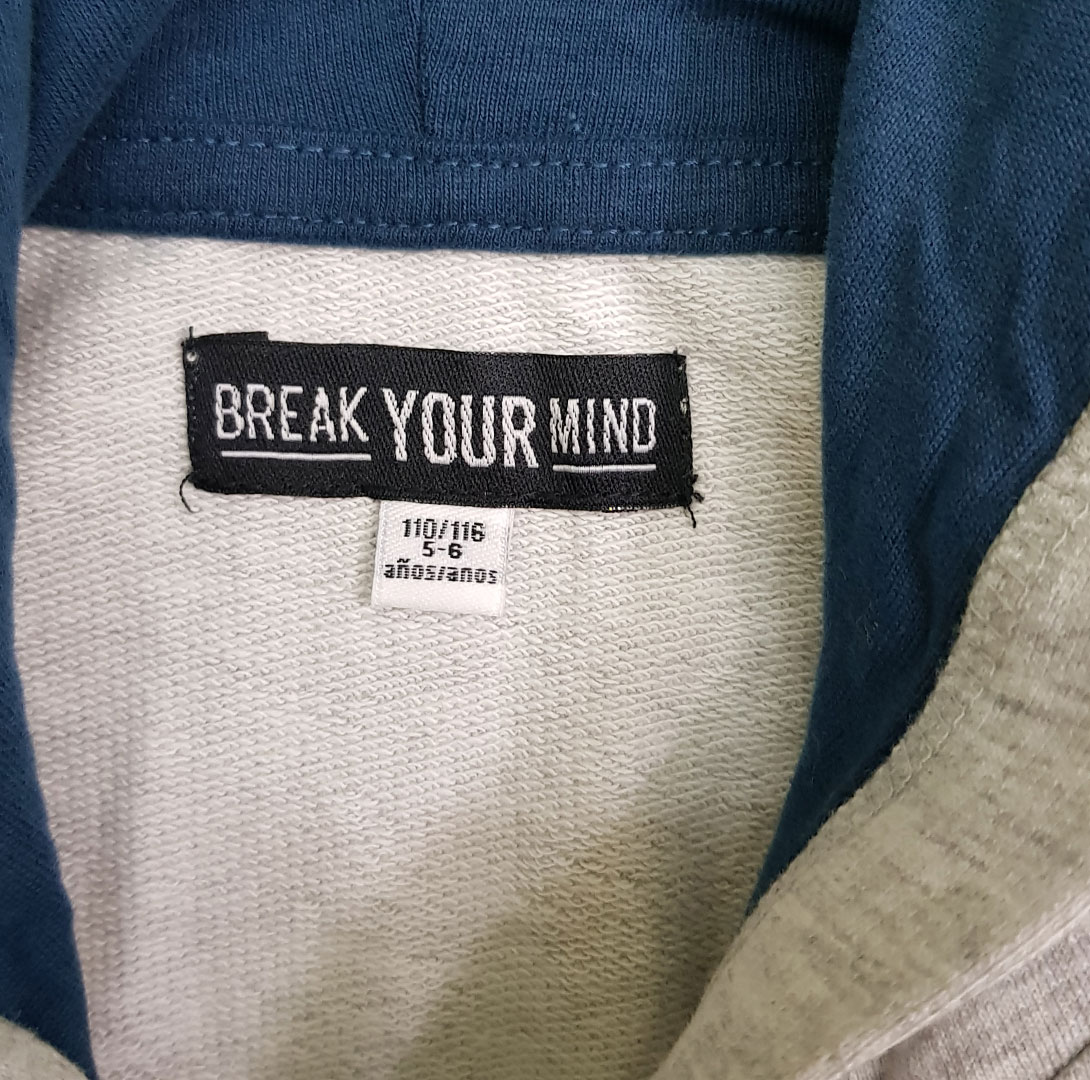 BREAK YOUR MIND
110/116
5-6
años/anos